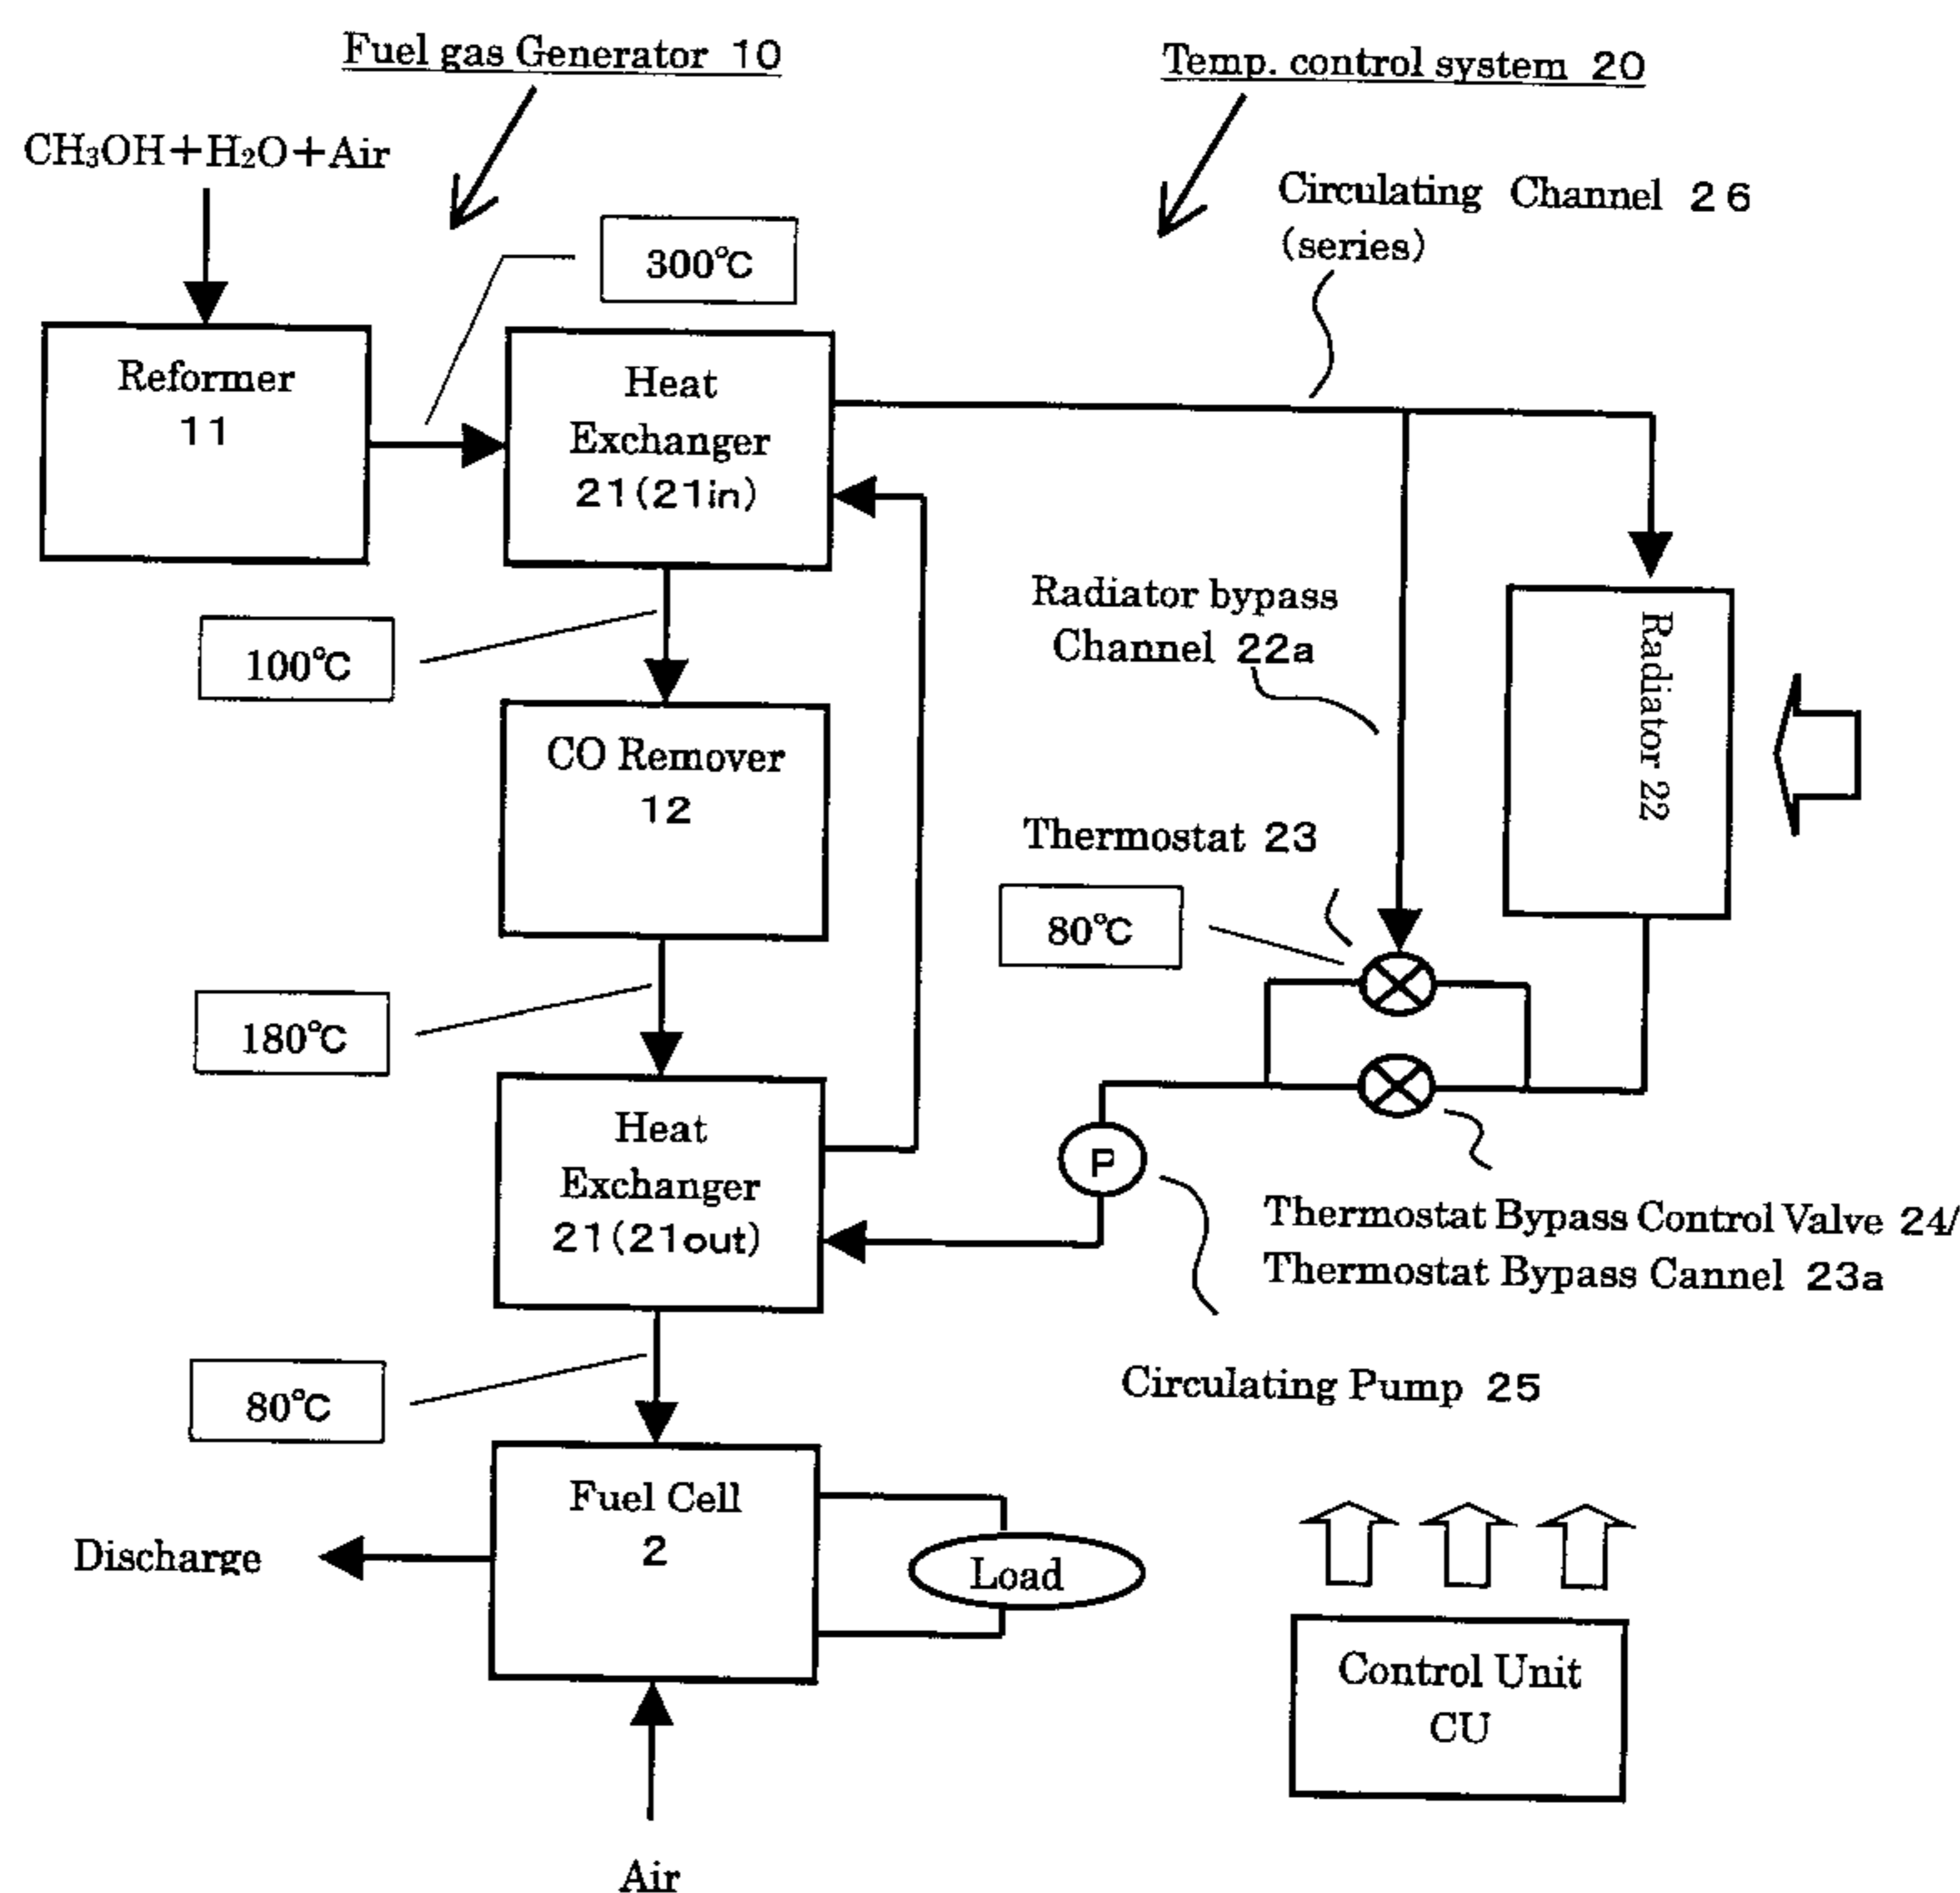 Fuel gas Generator 10
Temp. control system 20
CH₃OH+H₂O+Air
Circulating Channel 26
(series)
300℃
Reformer
11
Heat
Exchanger
21(21in)
Radiator bypass
Channel 22a
100℃
Radiator 22
CO Remover
12
Thermostat 23
80℃
180℃
Heat
Exchanger
21(21out)
P
Thermostat Bypass Control Valve 24/
Thermostat Bypass Cannel 23a
80℃
Circulating Pump 25
Fuel Cell
2
Discharge
Load
Control Unit
CU
Air